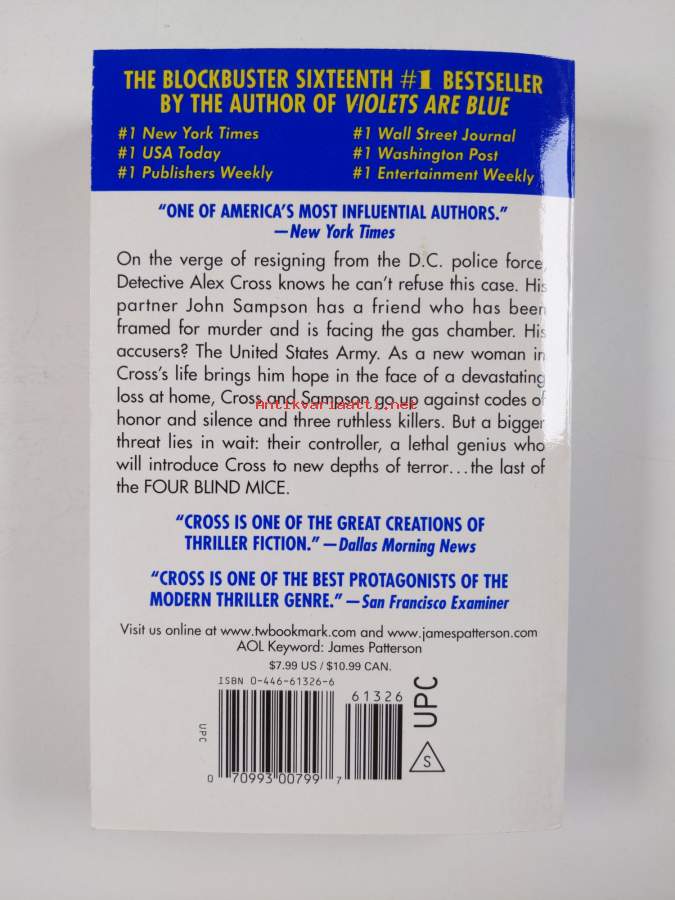 THE BLOCKBUSTER SIXTEENTH #1 BESTSELLER
BY THE AUTHOR OF VIOLETS ARE BLUE
#1 New York Times
#1 USA Today
#1 Publishers Weekly
#1 Wall Street Journal
#1 Washington Post
#1 Entertainment Weekly
“ONE OF AMERICA’S MOST INFLUENTIAL AUTHORS.”
—New York Times
On the verge of resigning from the D.C. police force,
Detective Alex Cross knows he can’t refuse this case. His
partner John Sampson has a friend who has been
framed for murder and is facing the gas chamber. His
accusers? The United States Army. As a new woman in
Cross’s life brings him hope in the face of a devastating
loss at home, Cross and Sampson go up against codes of
Antikvariaatti.net
honor and silence and three ruthless killers. But a bigger
threat lies in wait: their controller, a lethal genius who
will introduce Cross to new depths of terror...the last of
the FOUR BLIND MICE.
“CROSS IS ONE OF THE GREAT CREATIONS OF
THRILLER FICTION.” —Dallas Morning News
“CROSS IS ONE OF THE BEST PROTAGONISTS OF THE
MODERN THRILLER GENRE.” —San Francisco Examiner
Visit us online at www.twbookmark.com and www.jamespatterson.com
AOL Keyword: James Patterson
$7.99 US / $10.99 CAN.
ISBN 0-446-61326-6
61326
UPC
UPC
S
0 70993 00799 7